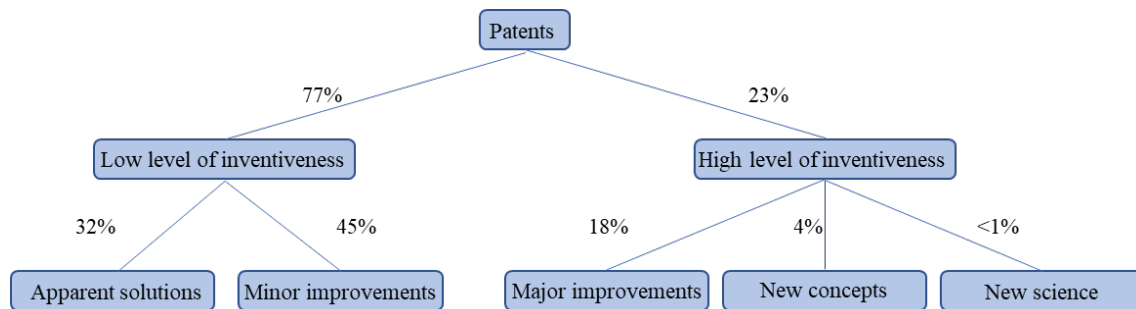 Patents
77%
23%
Low level of inventiveness
High level of inventiveness
32%
45%
18%
4%
<1%
Apparent solutions
Minor improvements
Major improvements
New concepts
New science